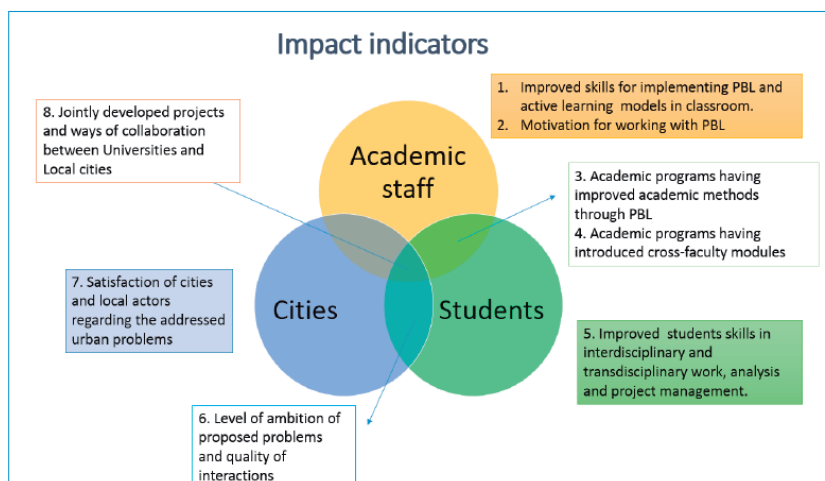 Impact indicators
1. Improved skills for implementing PBL and
active learning models in classroom.
2. Motivation for working with PBL
8. Jointly developed projects
and ways of collaboration
between Universities and
Local cities
Academic
staff
3. Academic programs having
improved academic methods
through PBL
4. Academic programs having
introduced cross-faculty modules
7. Satisfaction of cities
and local actors
regarding the addressed
urban problems
Cities
Students
5. Improved students skills in
interdisciplinary and
transdisciplinary work, analysis
and project management.
6. Level of ambition of
proposed problems
and quality of
interactions